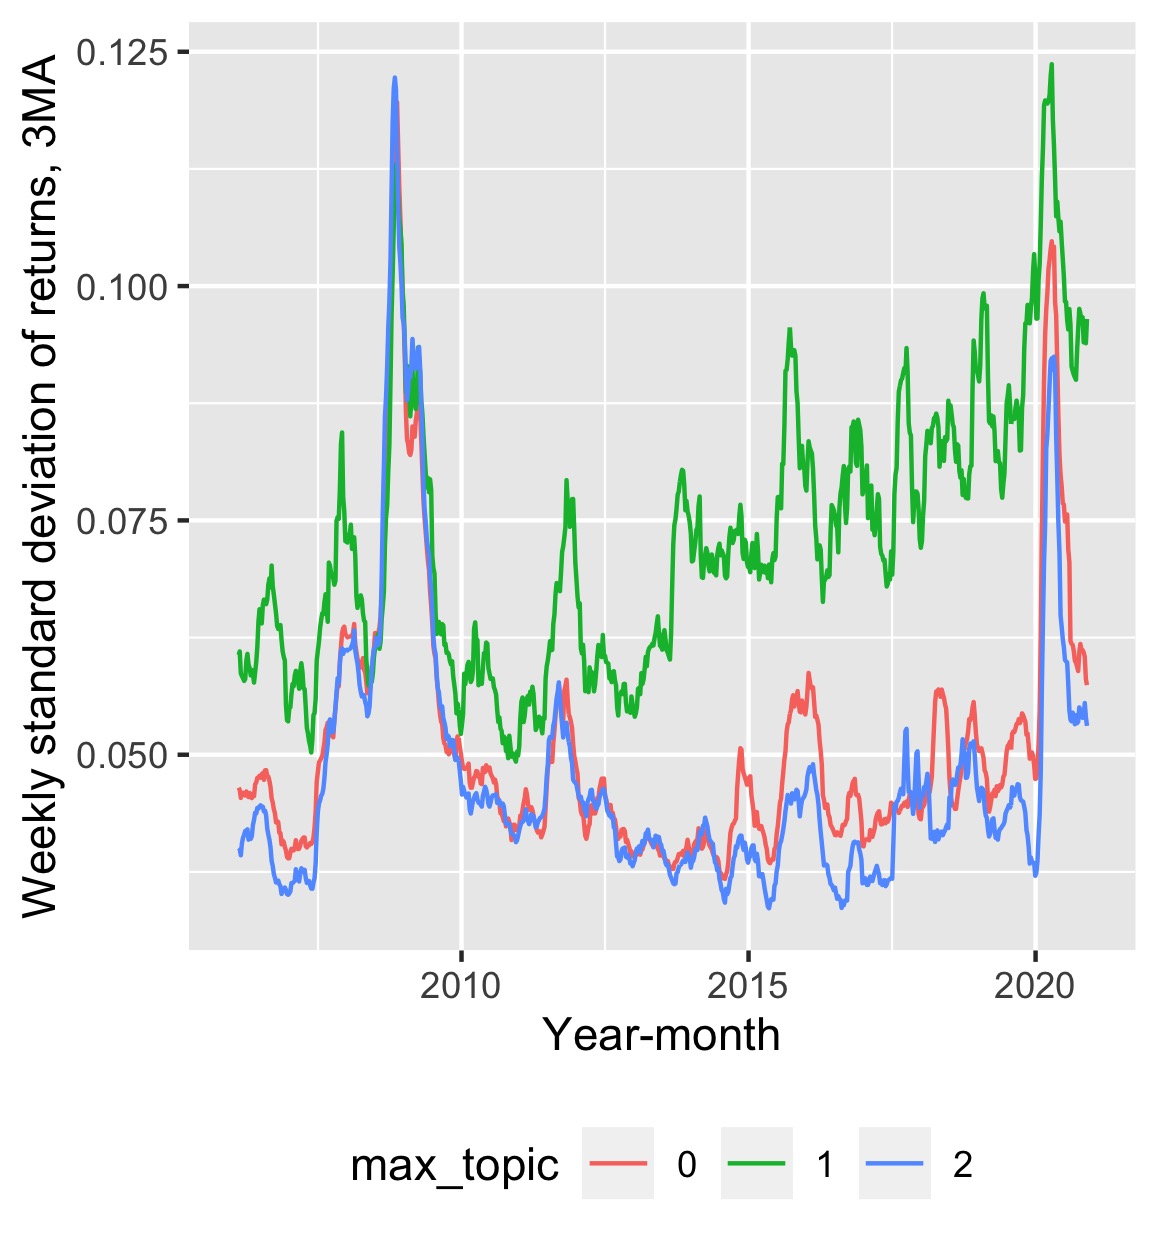 Weekly standard deviation of returns, 3MA
0.125
0.100
0.075
0.050
2010 2015 2020
Year-month
max_topic 0 1 2